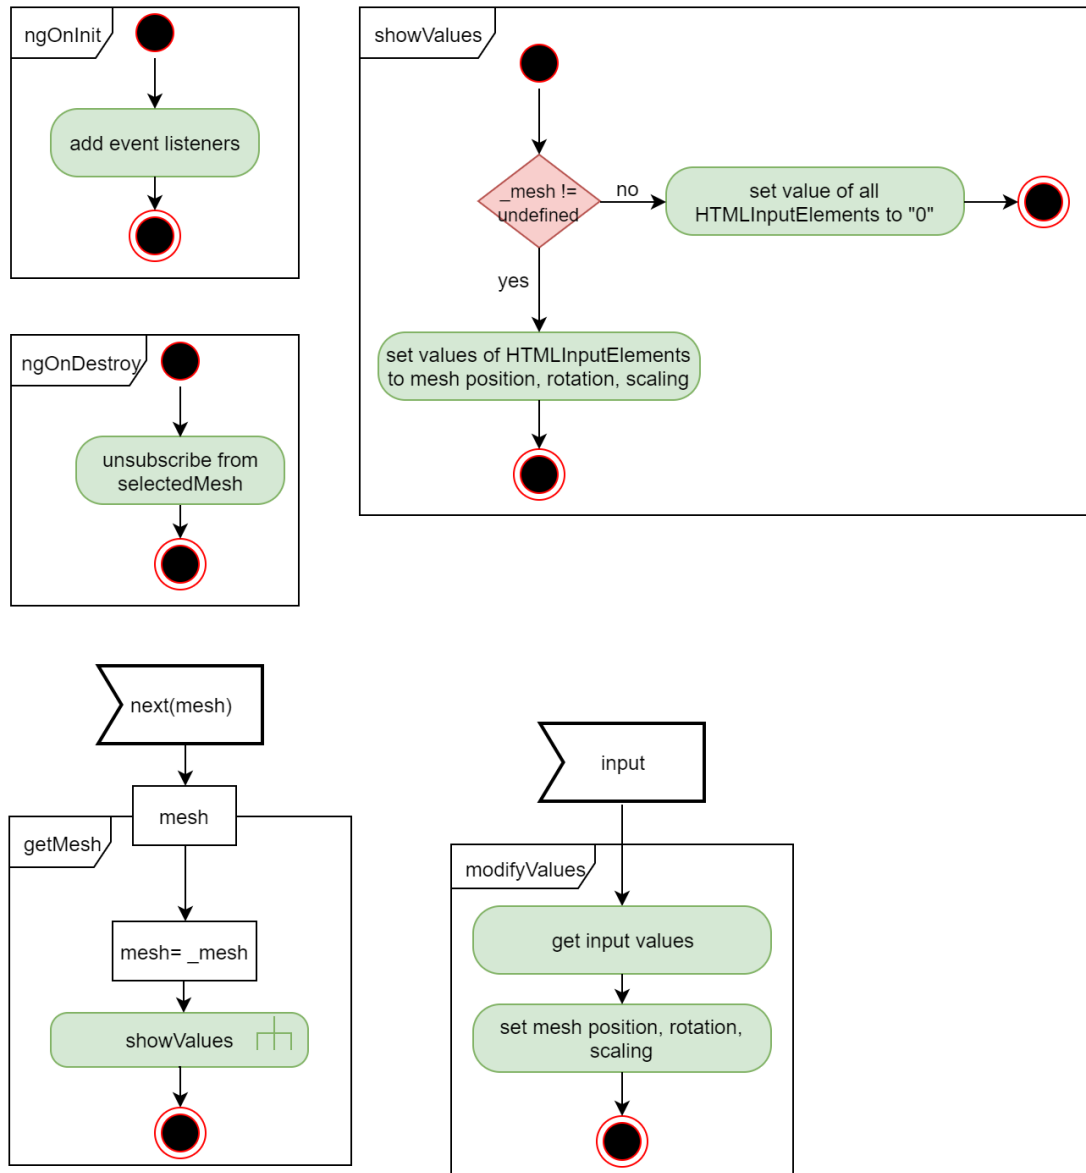 ngOnInit
add event listeners
showValues
_mesh !=
undefined
no
set value of all
HTMLInputElements to "0"
yes
set values of HTMLInputElements
to mesh position, rotation, scaling
ngOnDestroy
unsubscribe from
selectedMesh
next(mesh)
mesh
getMesh
mesh= _mesh
showValues
input
modifyValues
get input values
set mesh position, rotation,
scaling